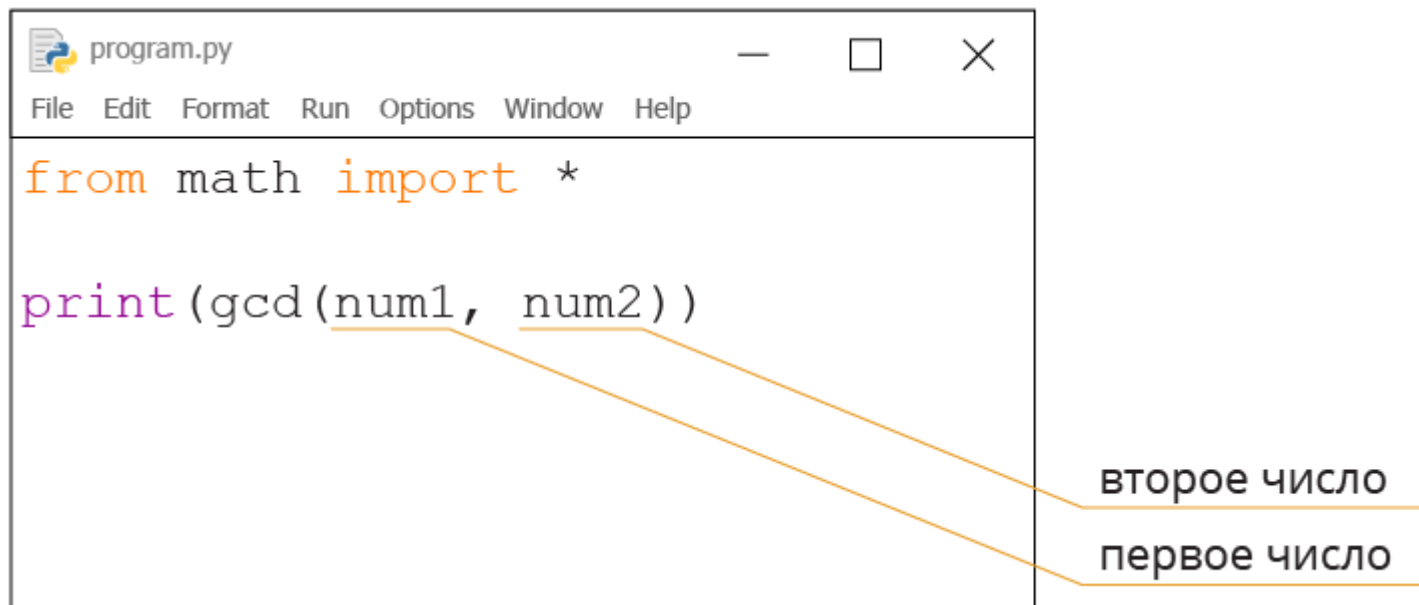 program.py
File Edit Format Run Options Window Help
from math import *
print(gcd(num1, num2))
второе число
первое число